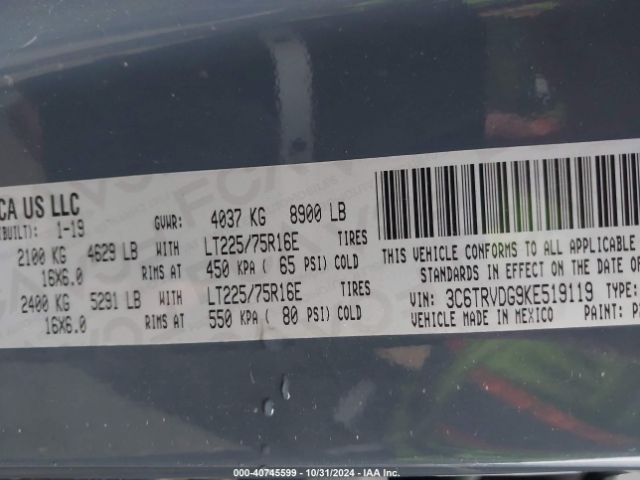 CA US LLC
(BUILT): 1-19 GVWR: 4037 KG 8900 LB
2100 KG 4629 LB WITH LT225/75R16E TIRES
16X6.0 RIMS AT 450 KPA ( 65 PSI) COLD
2400 KG 5291 LB WITH LT225/75R16E TIRES
16X6.0 RIMS AT 550 KPA ( 80 PSI) COLD
THIS VEHICLE CONFORMS TO ALL APPLICABLE
STANDARDS IN EFFECT ON THE DATE OF
VIN: 3C6TRVDG9KE519119 TYPE:
VEHICLE MADE IN MEXICO PAINT:
000-40745599 - 10/31/2024 - IAA Inc.